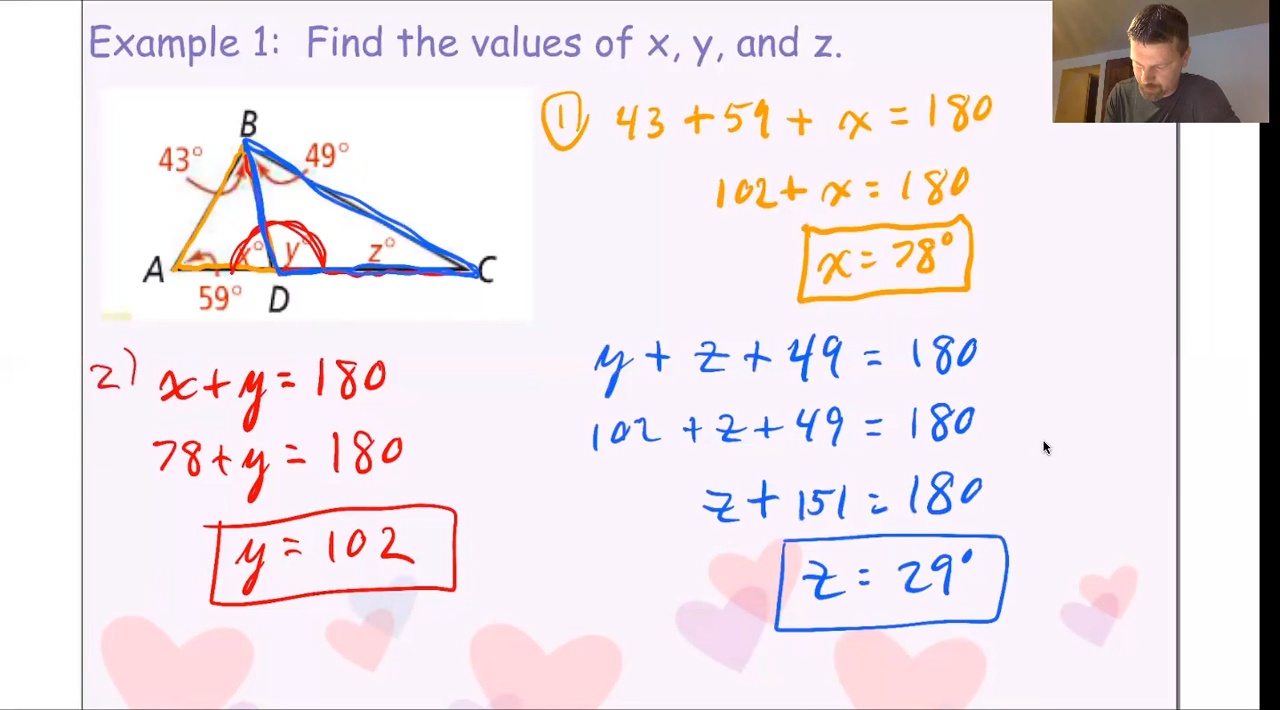 Example 1: Find the values of x, y, and z.
B
43°
49°
x°
y°
z°
A
C
59°
D
1) 43 + 59 + x = 180
102 + x = 180
x = 78°
2) x + y = 180
78 + y = 180
y = 102
y + z + 49 = 180
102 + z + 49 = 180
z + 151 = 180
z = 29°